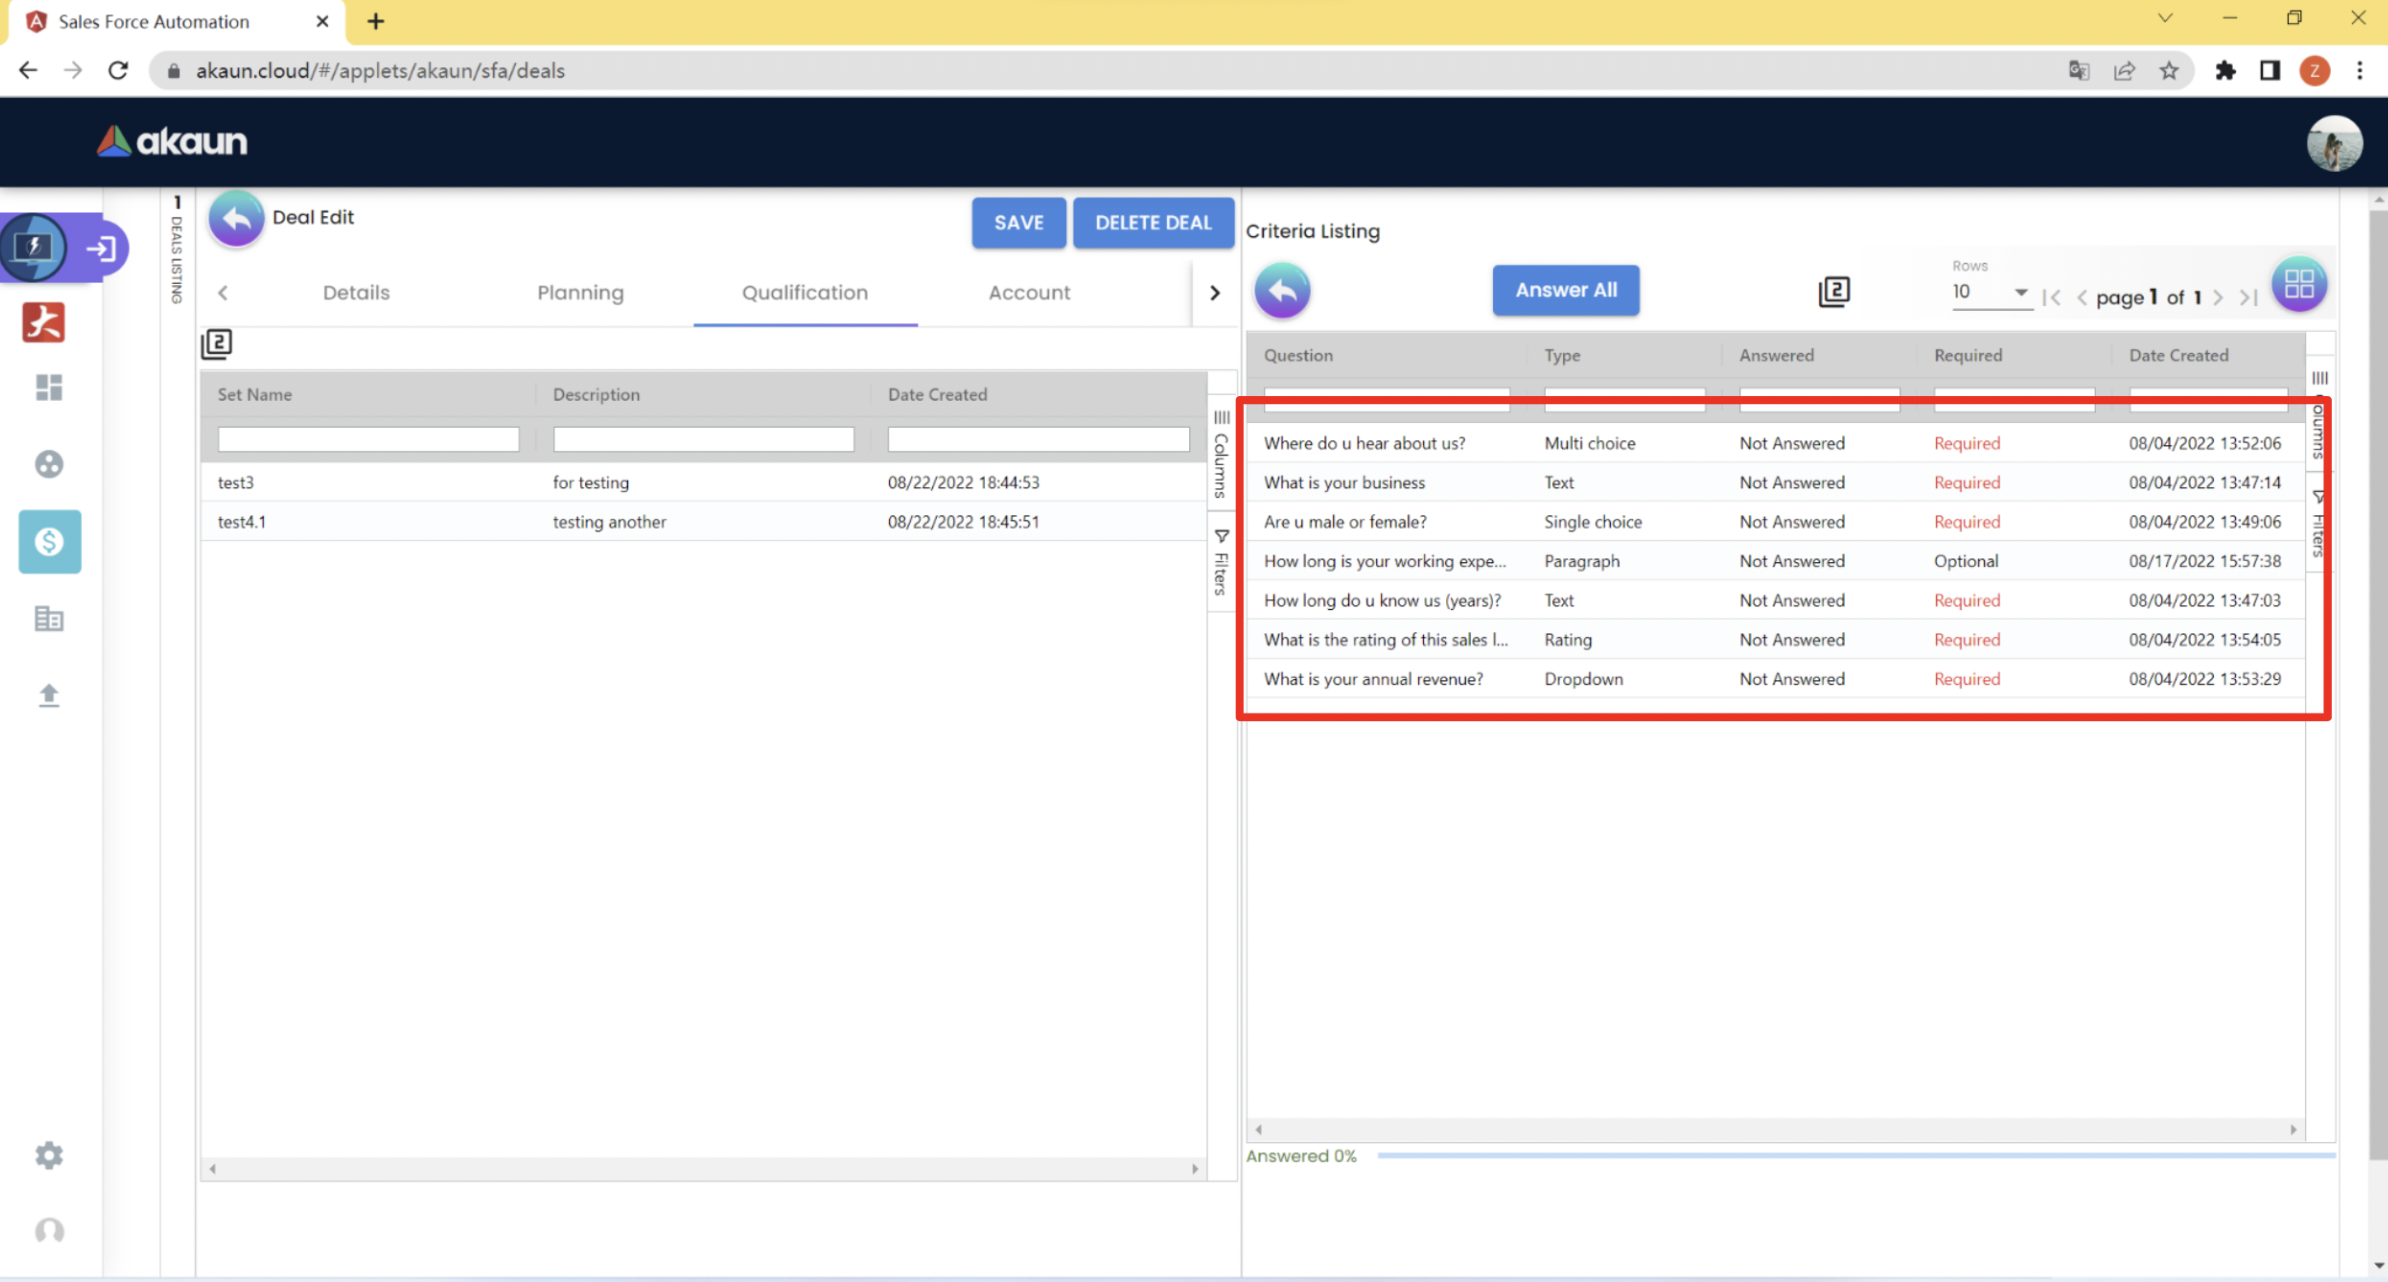 Sales Force Automation
akaun.cloud/#/applets/akaun/sfa/deals
Z
akaun
1
DEALS LISTING
Deal Edit
SAVE
DELETE DEAL
Details
Planning
Qualification
Account
2
Set Name
Description
Date Created
test3
for testing
08/22/2022 18:44:53
test4.1
testing another
08/22/2022 18:45:51
Columns
Filters
Criteria Listing
Answer All
2
Rows
10
page 1 of 1
Question
Type
Answered
Required
Date Created
Where do u hear about us?
Multi choice
Not Answered
Required
08/04/2022 13:52:06
What is your business
Text
Not Answered
Required
08/04/2022 13:47:14
Are u male or female?
Single choice
Not Answered
Required
08/04/2022 13:49:06
How long is your working expe...
Paragraph
Not Answered
Optional
08/17/2022 15:57:38
How long do u know us (years)?
Text
Not Answered
Required
08/04/2022 13:47:03
What is the rating of this sales l...
Rating
Not Answered
Required
08/04/2022 13:54:05
What is your annual revenue?
Dropdown
Not Answered
Required
08/04/2022 13:53:29
Columns
Filters
Answered 0%